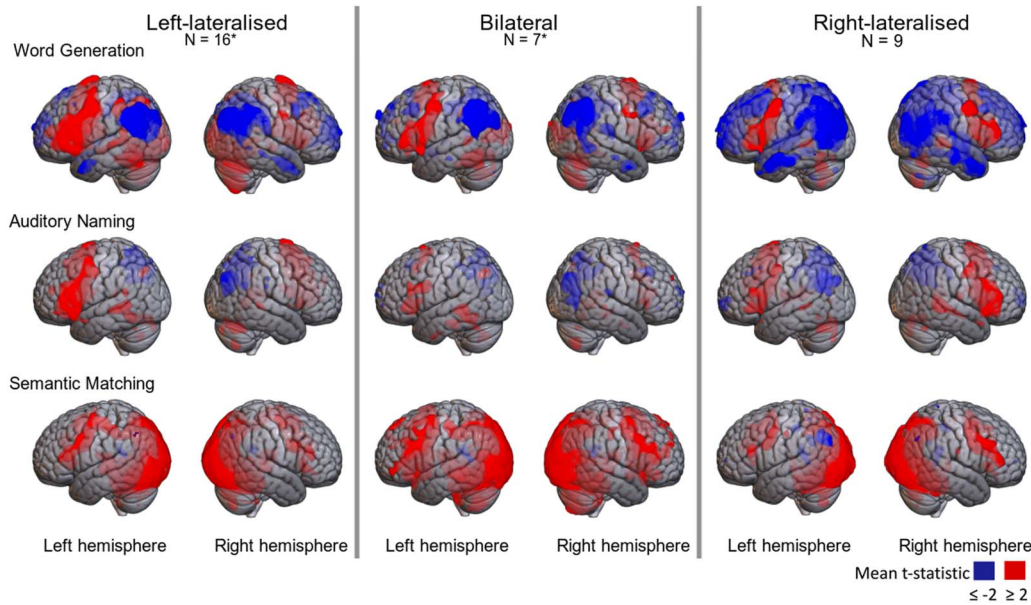 Left-lateralised
N = 16*
Bilateral
N = 7*
Right-lateralised
N = 9
Word Generation
Auditory Naming
Semantic Matching
Left hemisphere
Right hemisphere
Left hemisphere
Right hemisphere
Left hemisphere
Right hemisphere
Mean t-statistic
≤ -2 ≥ 2